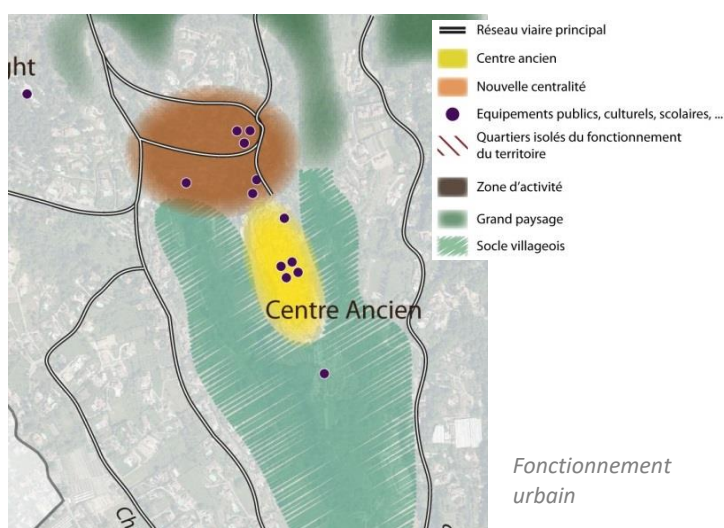 ght
Centre Ancien
Ch
Réseau viaire principal
Centre ancien
Nouvelle centralité
Equipements publics, culturels, scolaires, ...
Quartiers isolés du fonctionnement
du territoire
Zone d'activité
Grand paysage
Socle villageois
Fonctionnement
urbain